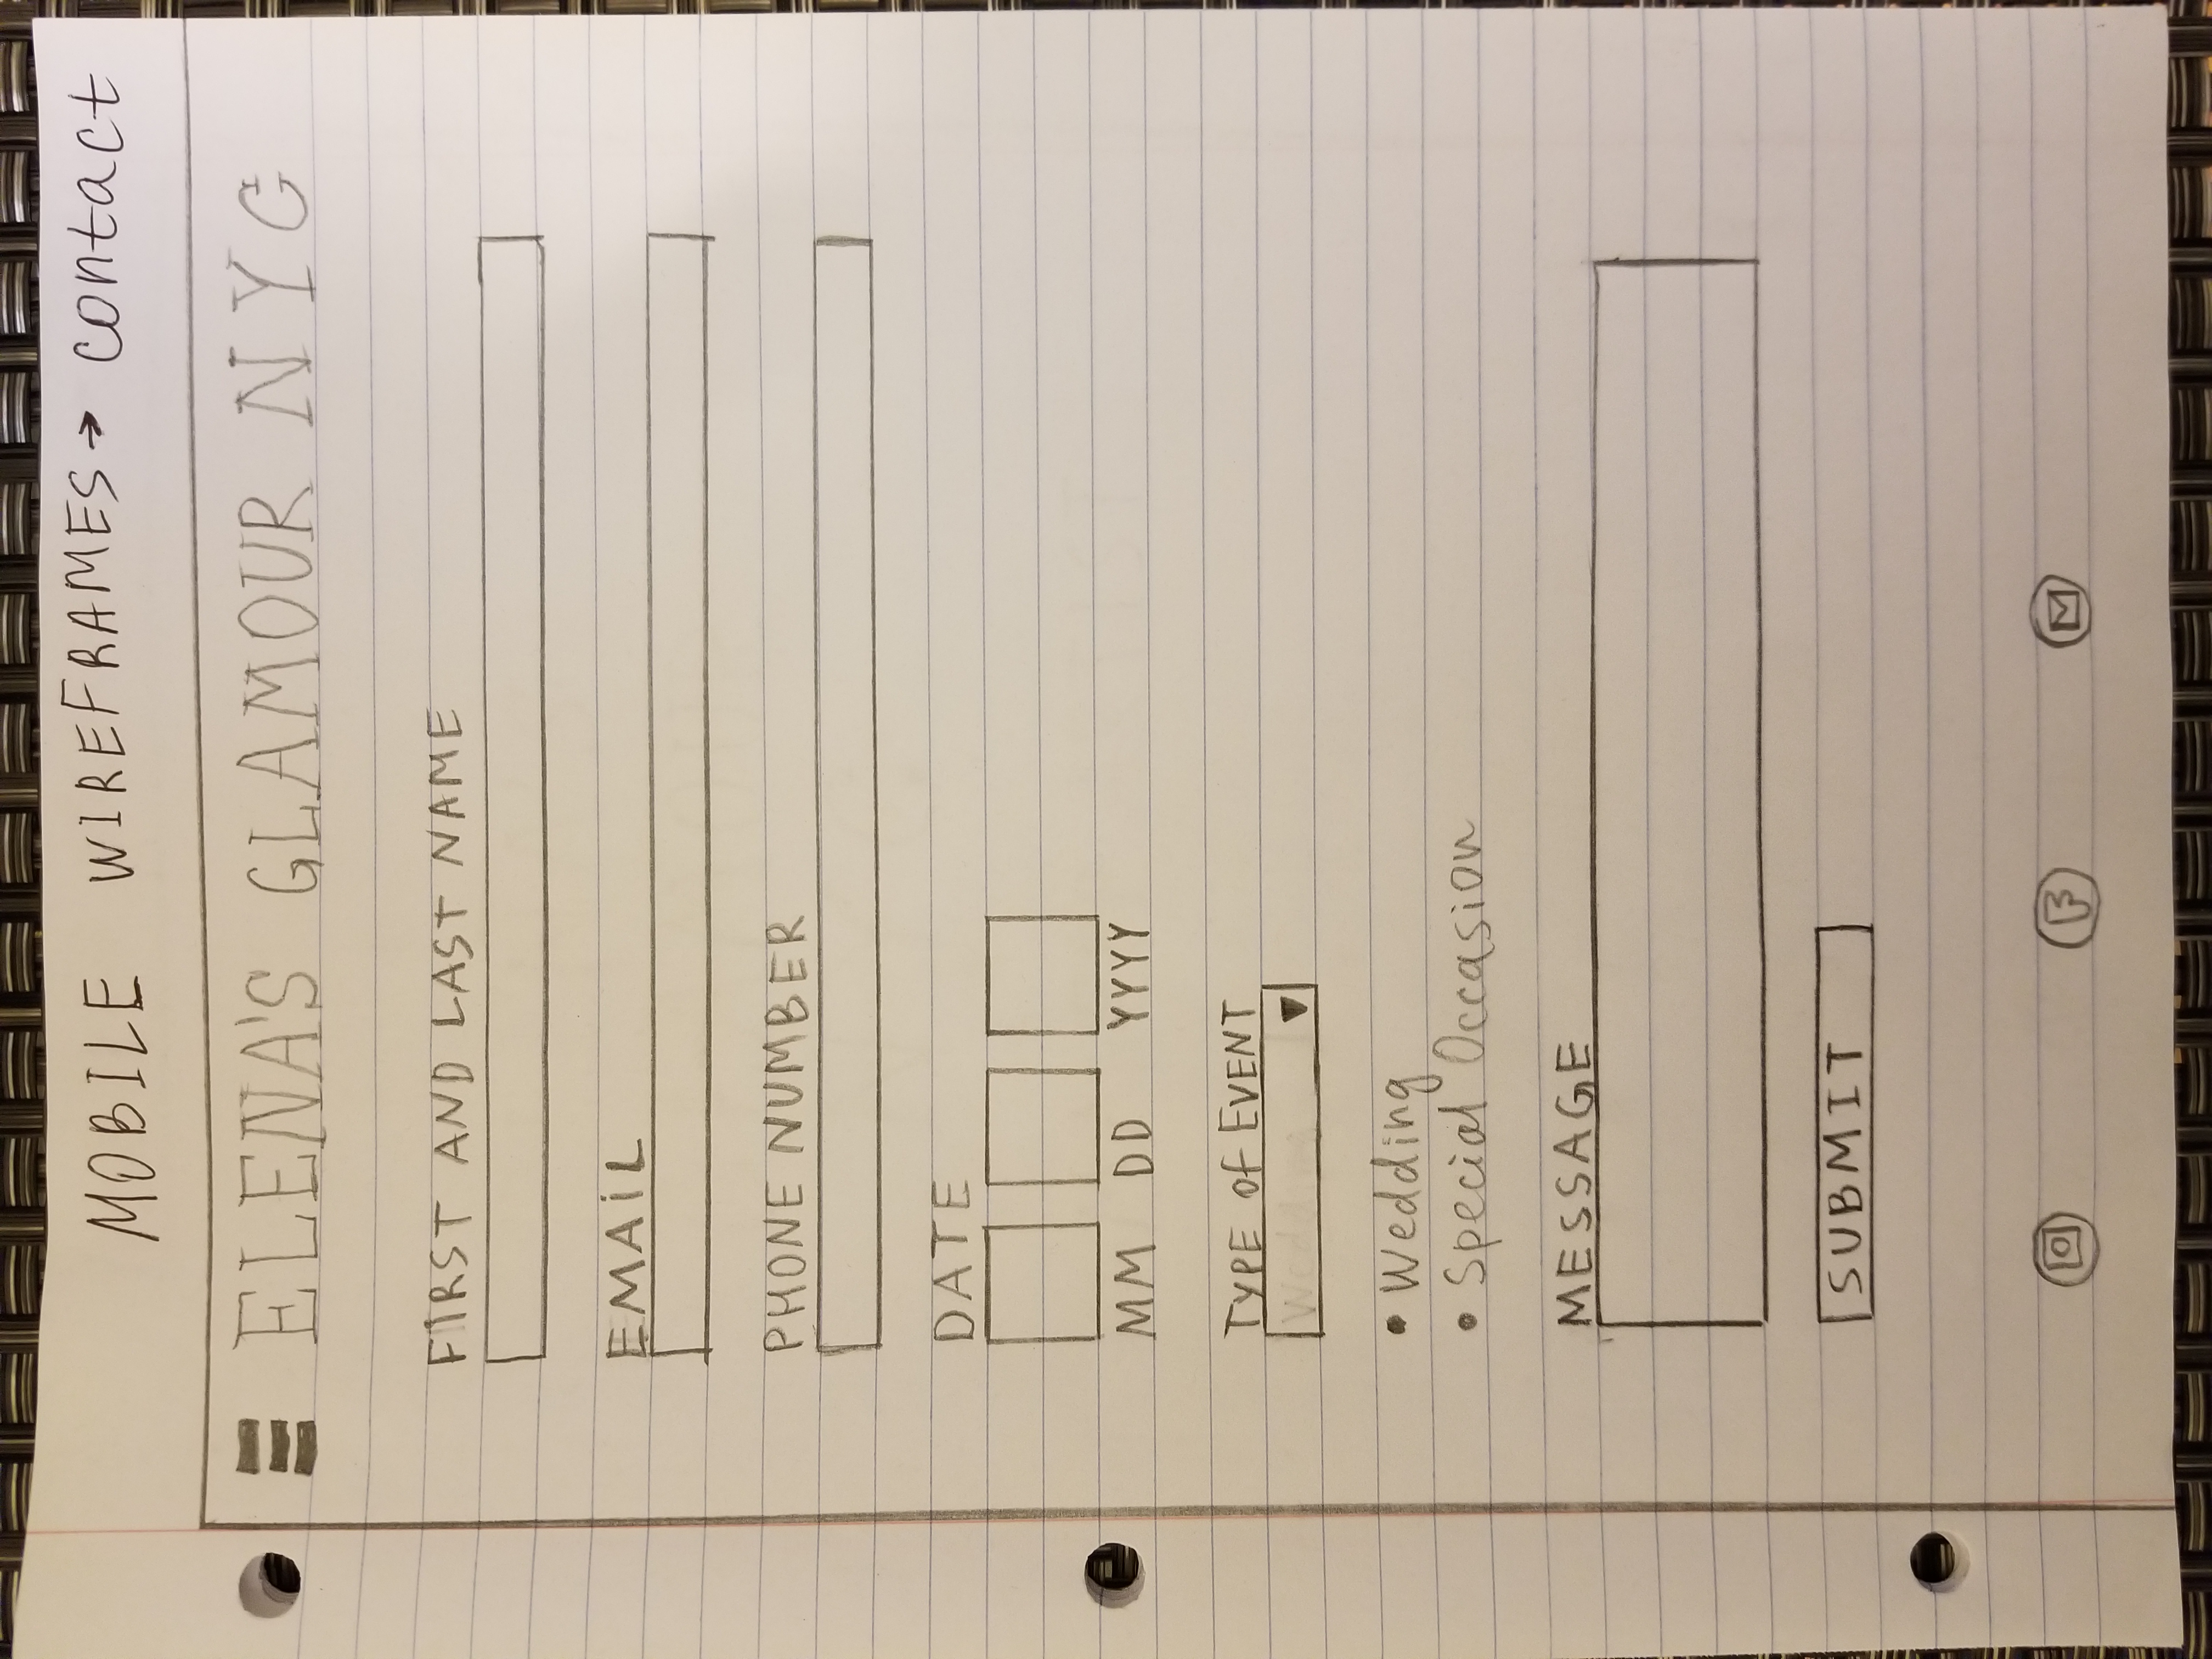 MOBILE WIREFRAMES → contact
ELENA'S GLAMOUR NYC
FIRST AND LAST NAME
EMAiL
PHONE NUMBER
DATE
MM DD YYYY
TYPE Of EVENT
Wedding
• Wedding
• Special Occasion
MESSAGE
SUBMIT
F